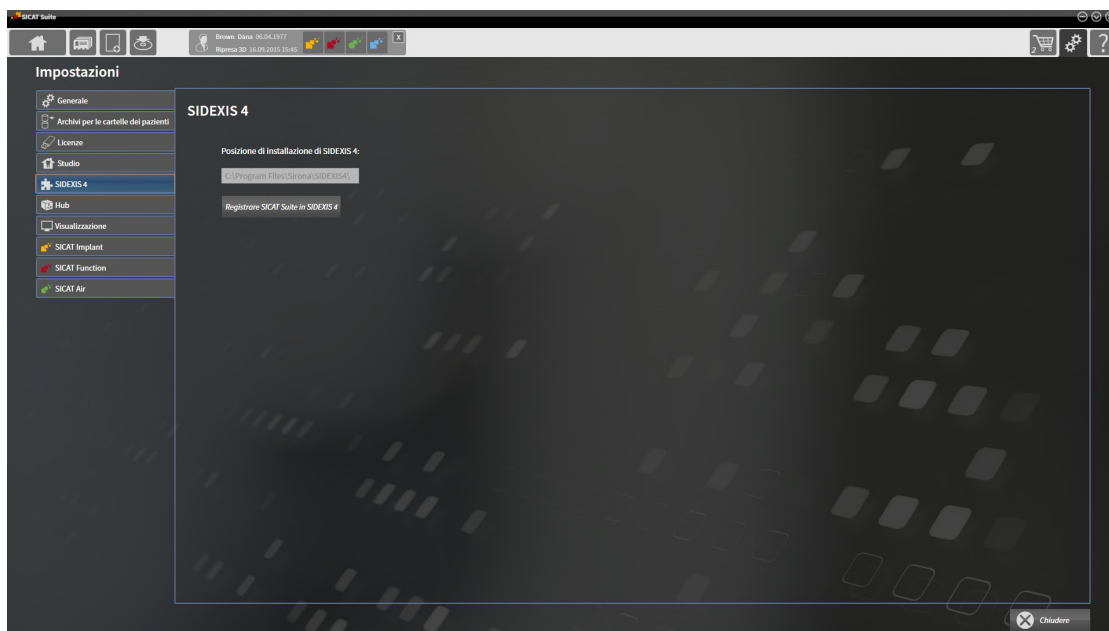 SICAT Suite
Brown Dana 06.04.1977
Ripresa 3D 16.09.2015 15:45
X
2
?
Impostazioni
Generale
Archivi per le cartelle dei pazienti
Licenze
Studio
SIDEXIS 4
Hub
Visualizzazione
SICAT Implant
SICAT Function
SICAT Air
SIDEXIS 4
Posizione di installazione di SIDEXIS 4:
C:\Program Files\Sirona\SIDEXIS4\
Registrare SICAT Suite in SIDEXIS 4
Chiudere